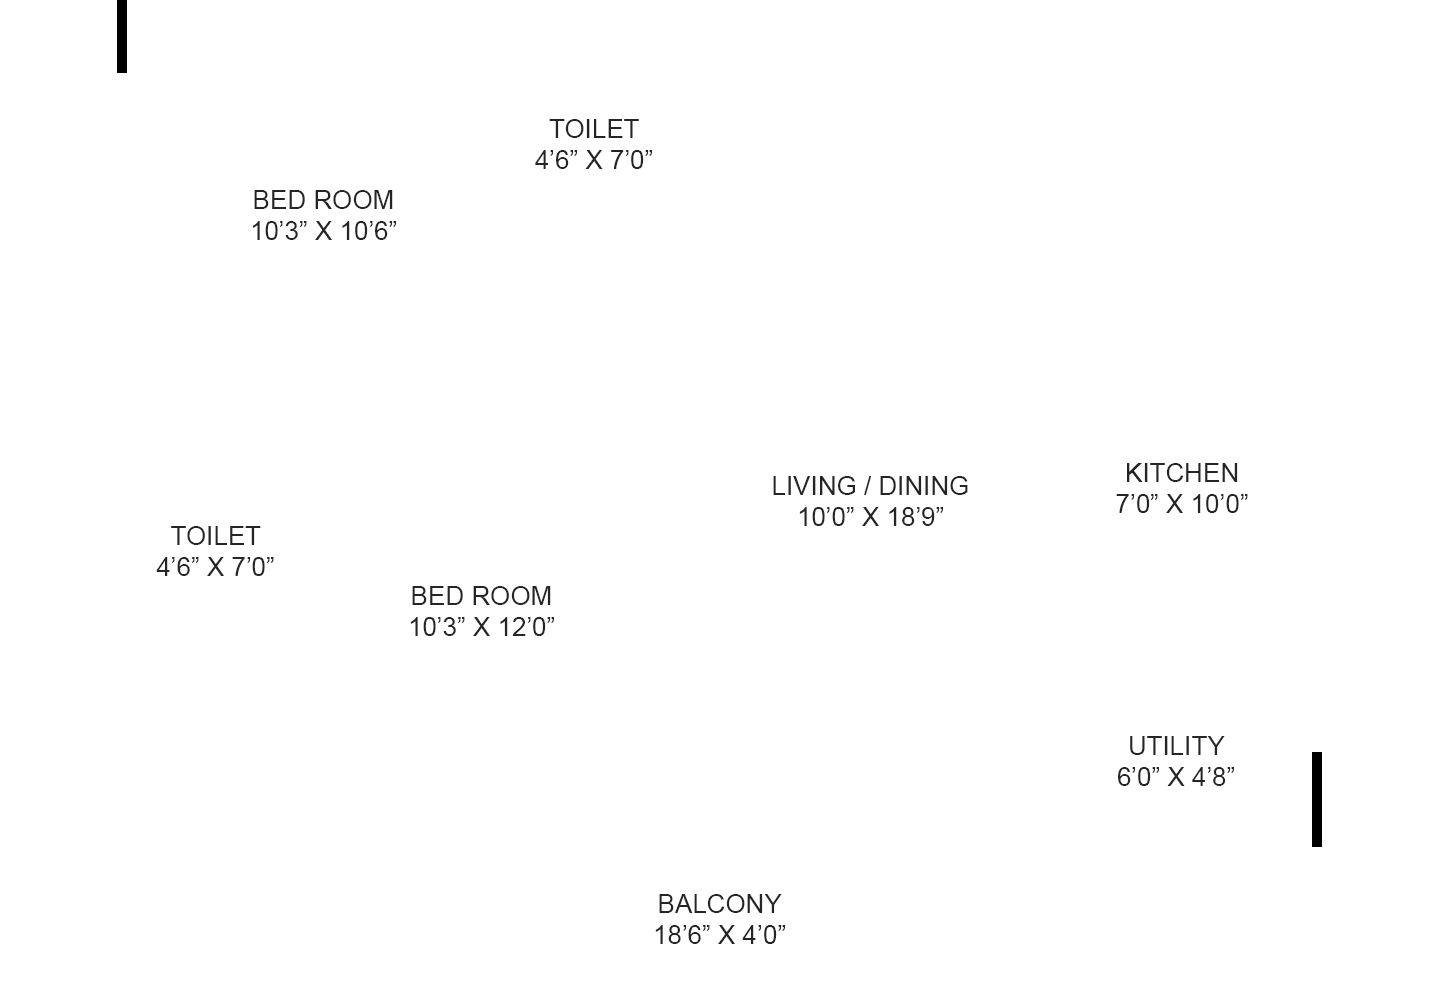 TOILET
4’6” X 7’0”
BED ROOM
10’3” X 10’6”
LIVING / DINING
10’0” X 18’9”
KITCHEN
7’0” X 10’0”
TOILET
4’6” X 7’0”
BED ROOM
10’3” X 12’0”
UTILITY
6’0” X 4’8”
BALCONY
18’6” X 4’0”